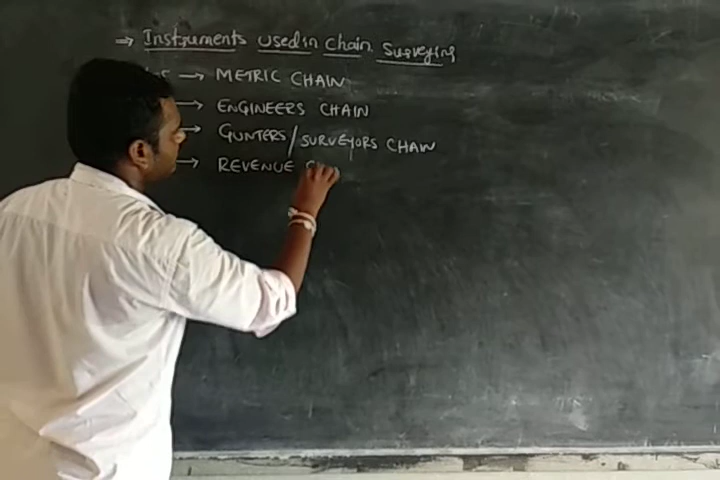 ⇒ Instruments used in chain Surveying
→ METRIC CHAIN
→ ENGINEERS CHAIN
→ GUNTERS/SURVEYORS CHAIN
→ REVENUE